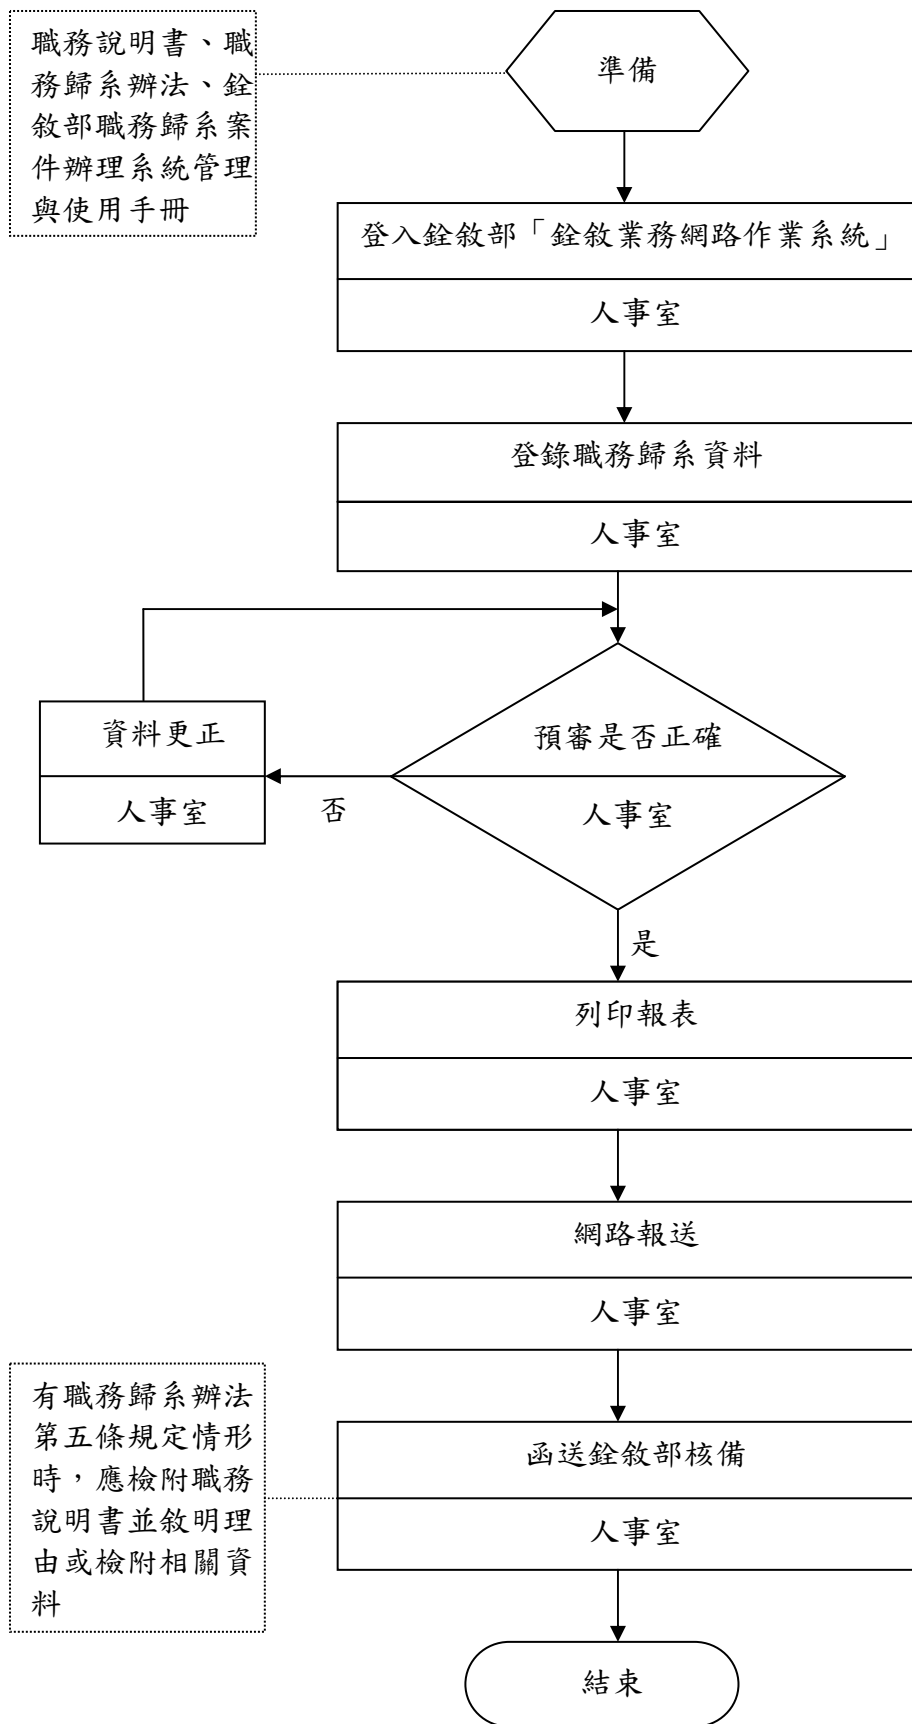 職務說明書、職
務歸系辦法、銓
敘部職務歸系案
件辦理系統管理
與使用手冊
準備
登入銓敘部「銓敘業務網路作業系統」
人事室
登錄職務歸系資料
人事室
預審是否正確
人事室
否
資料更正
人事室
是
列印報表
人事室
網路報送
人事室
有職務歸系辦法
第五條規定情形
時，應檢附職務
說明書並敘明理
由或檢附相關資
料
函送銓敘部核備
人事室
結束